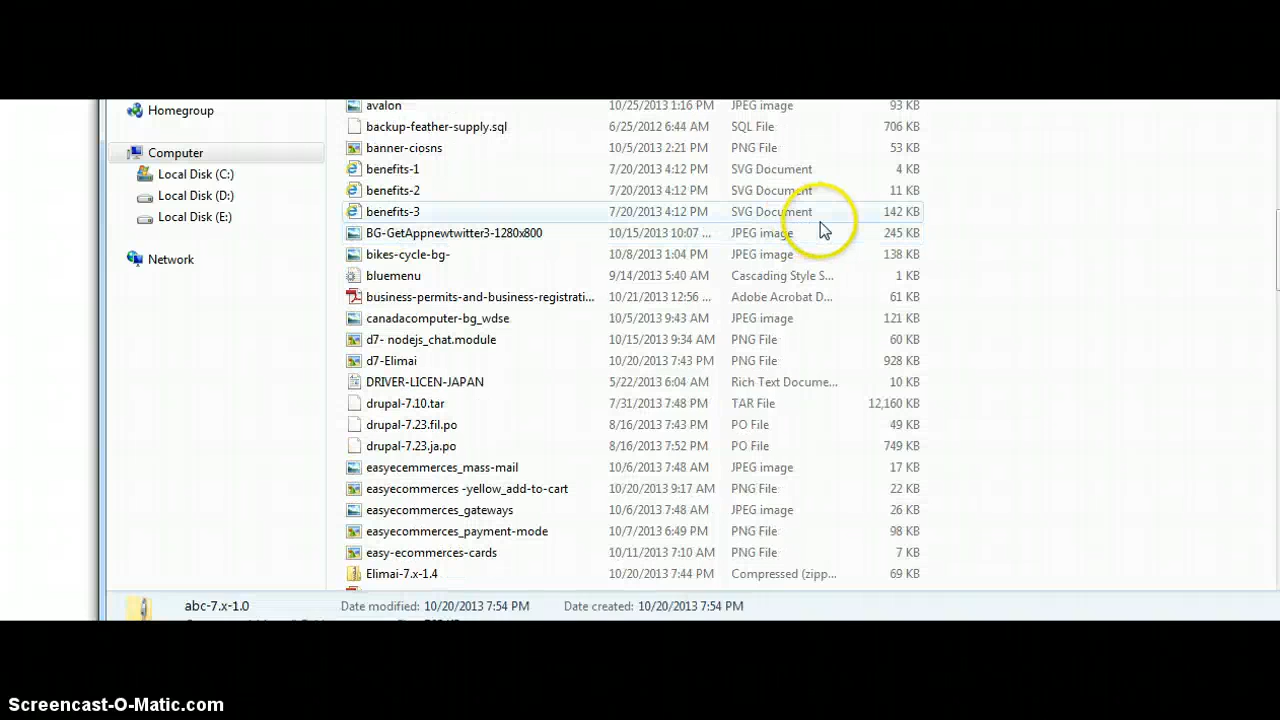 Homegroup
Computer
Local Disk (C:)
Local Disk (D:)
Local Disk (E:)
Network
avalon 10/25/2013 1:16 PM JPEG image 93 KB
backup-feather-supply.sql 6/25/2012 6:44 AM SQL File 706 KB
banner-ciosns 10/5/2013 2:21 PM PNG File 53 KB
benefits-1 7/20/2013 4:12 PM SVG Document 4 KB
benefits-2 7/20/2013 4:12 PM SVG Document 11 KB
benefits-3 7/20/2013 4:12 PM SVG Document 142 KB
BG-GetAppnewtwitter3-1280x800 10/15/2013 10:07 ... JPEG image 245 KB
bikes-cycle-bg- 10/8/2013 1:04 PM JPEG image 138 KB
bluemenu 9/14/2013 5:40 AM Cascading Style S... 1 KB
business-permits-and-business-registrati... 10/21/2013 12:56 ... Adobe Acrobat D... 61 KB
canadacomputer-bg_wdse 10/5/2013 9:43 AM JPEG image 121 KB
d7- nodejs_chat.module 10/15/2013 9:34 AM PNG File 60 KB
d7-Elimai 10/20/2013 7:43 PM PNG File 928 KB
DRIVER-LICEN-JAPAN 5/22/2013 6:04 AM Rich Text Docume... 10 KB
drupal-7.10.tar 7/31/2013 7:48 PM TAR File 12,160 KB
drupal-7.23.fil.po 8/16/2013 7:43 PM PO File 49 KB
drupal-7.23.ja.po 8/16/2013 7:52 PM PO File 749 KB
easyecommerces_mass-mail 10/6/2013 7:48 AM JPEG image 17 KB
easyecommerces -yellow_add-to-cart 10/20/2013 9:17 AM PNG File 22 KB
easyecommerces_gateways 10/6/2013 7:48 AM JPEG image 26 KB
easyecommerces_payment-mode 10/7/2013 6:49 PM PNG File 98 KB
easy-ecommerces-cards 10/11/2013 7:10 AM PNG File 7 KB
Elimai-7.x-1.4 10/20/2013 7:44 PM Compressed (zipp... 69 KB
abc-7.x-1.0 Date modified: 10/20/2013 7:54 PM Date created: 10/20/2013 7:54 PM
Screencast-O-Matic.com